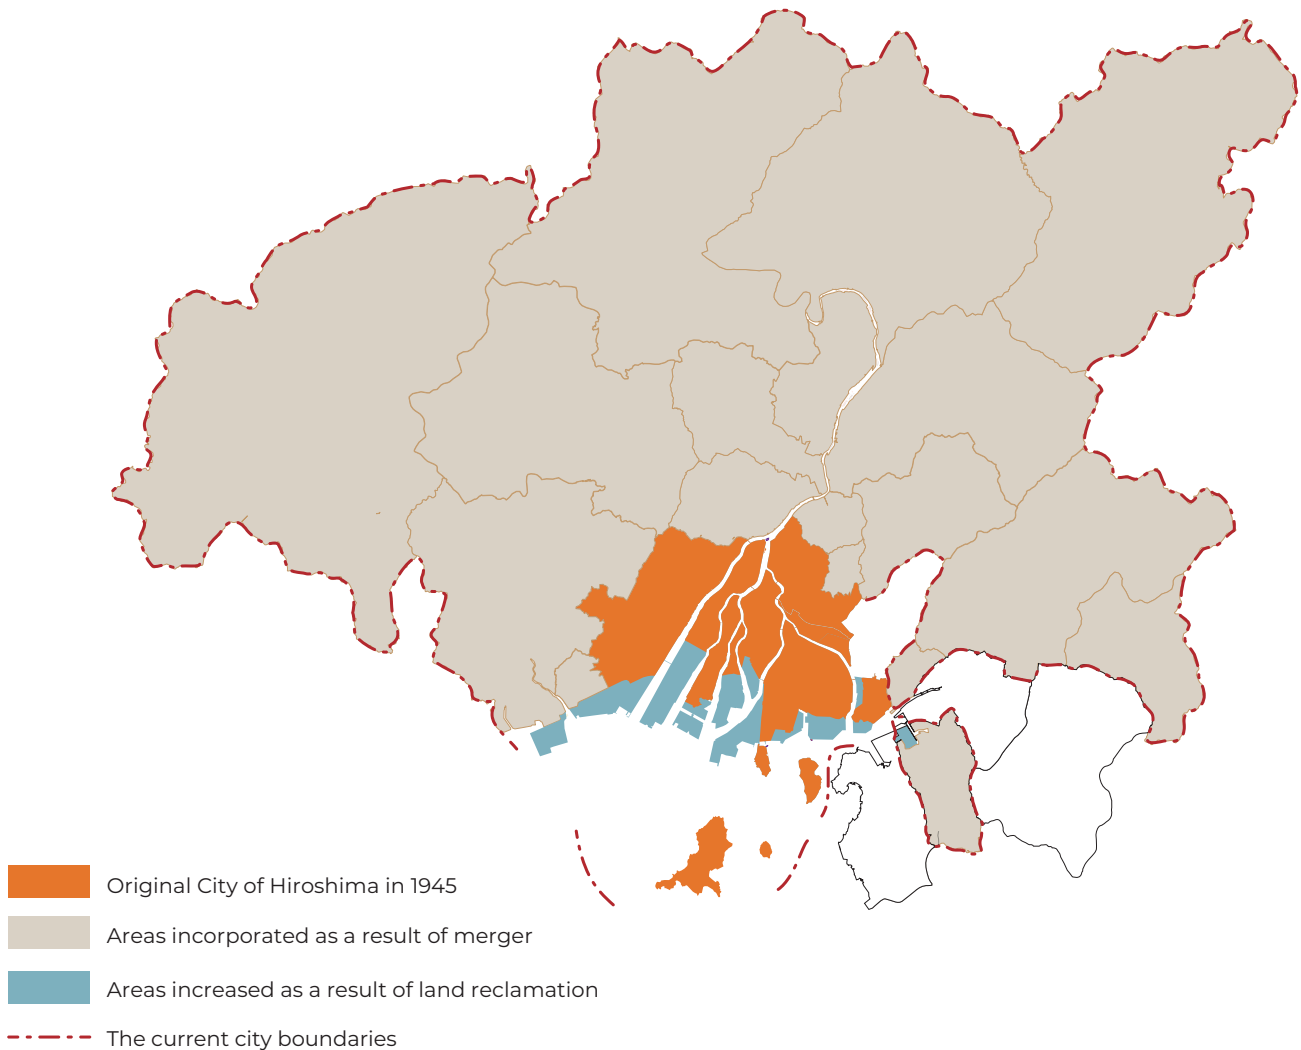 Original City of Hiroshima in 1945
Areas incorporated as a result of merger
Areas increased as a result of land reclamation
The current city boundaries